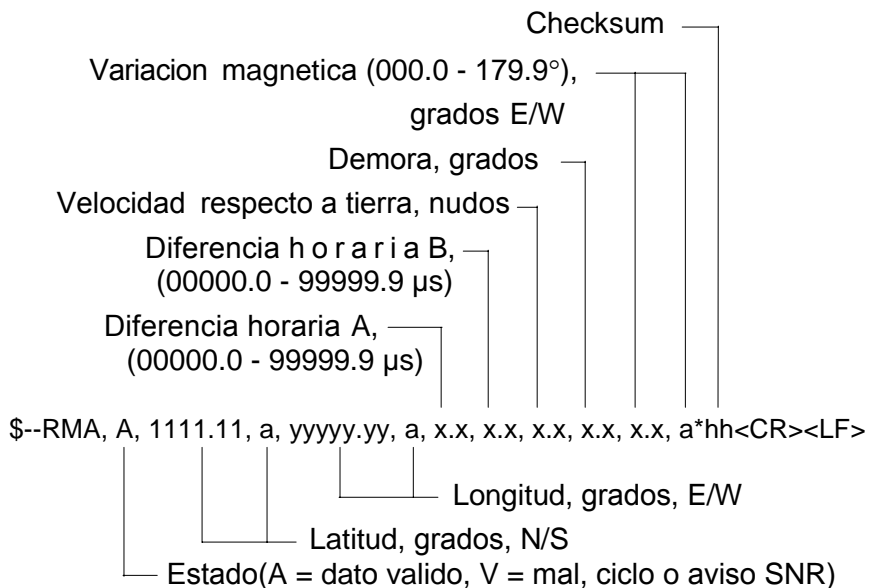 Checksum
Variacion magnetica (000.0 - 179.9°),
grados E/W
Demora, grados
Velocidad respecto a tierra, nudos
Diferencia h o r a r i a B,
(00000.0 - 99999.9 µs)
Diferencia horaria A,
(00000.0 - 99999.9 µs)
$--RMA, A, 1111.11, a, yyyyy.yy, a, x.x, x.x, x.x, x.x, x.x, a*hh<CR><LF>
Longitud, grados, E/W
Latitud, grados, N/S
Estado(A = dato valido, V = mal, ciclo o aviso SNR)